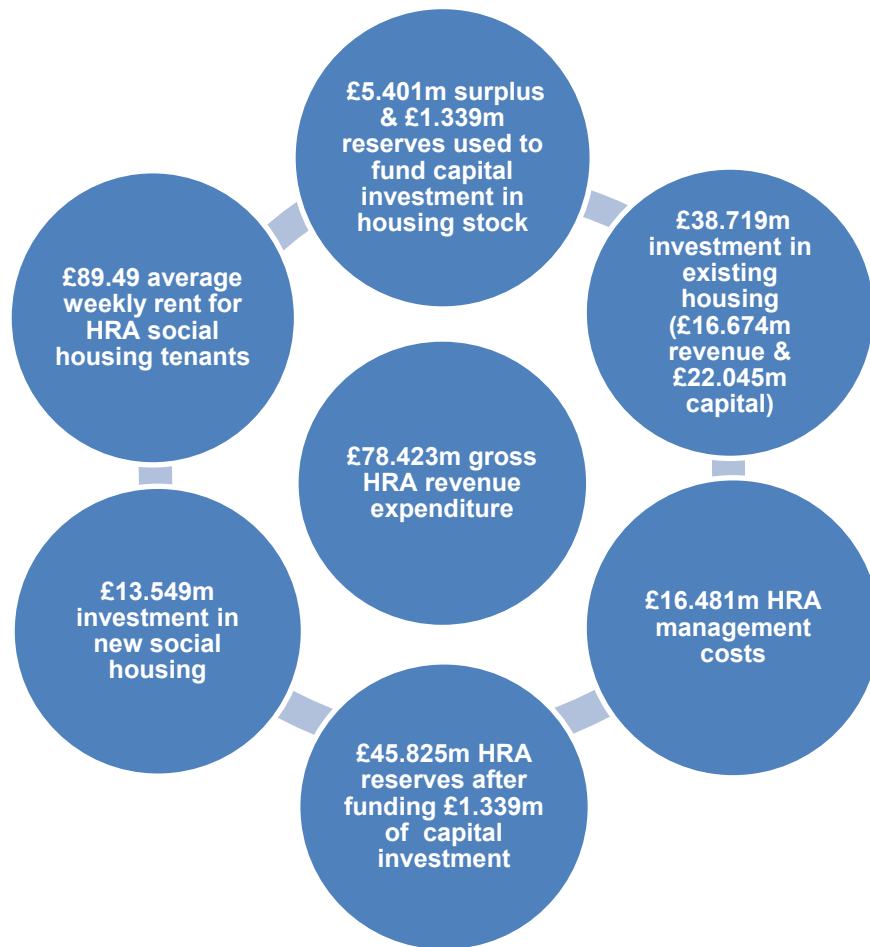 £5.401m surplus
& £1.339m
reserves used to
fund capital
investment in
housing stock
£38.719m
investment in
existing
housing
(£16.674m
revenue &
£22.045m
capital)
£16.481m HRA
management
costs
£45.825m HRA
reserves after
funding £1.339m
of capital
investment
£13.549m
investment in
new social
housing
£89.49 average
weekly rent for
HRA social
housing tenants
£78.423m gross
HRA revenue
expenditure